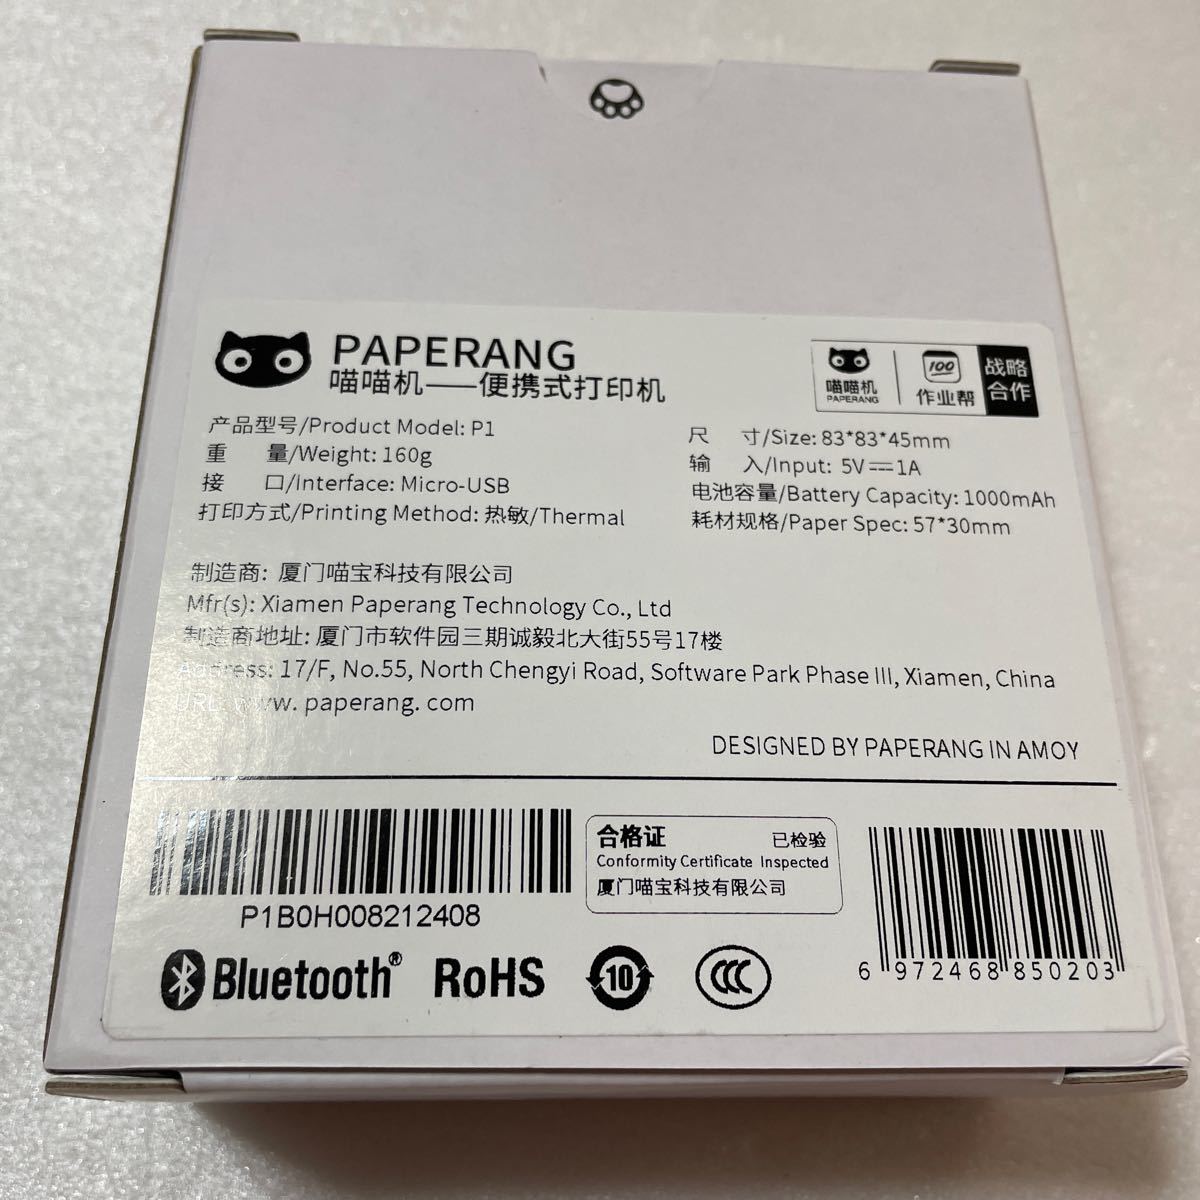 PAPERANG
喵喵机——便携式打印机
喵喵机
PAPERANG
100
作业帮
战略
合作
产品型号/Product Model: P1
重 量/Weight: 160g
接 口/Interface: Micro-USB
打印方式/Printing Method: 热敏/Thermal
尺 寸/Size: 83*83*45mm
输 入/Input: 5V⎓1A
电池容量/Battery Capacity: 1000mAh
耗材规格/Paper Spec: 57*30mm
制造商: 厦门喵宝科技有限公司
Mfr(s): Xiamen Paperang Technology Co., Ltd
制造商地址: 厦门市软件园三期诚毅北大街55号17楼
Address: 17/F, No.55, North Chengyi Road, Software Park Phase III, Xiamen, China
URL: www. paperang. com
DESIGNED BY PAPERANG IN AMOY
P1B0H008212408
合格证 已检验
Conformity Certificate Inspected
厦门喵宝科技有限公司
6 972468 850203
Bluetooth® RoHS 10 CCC